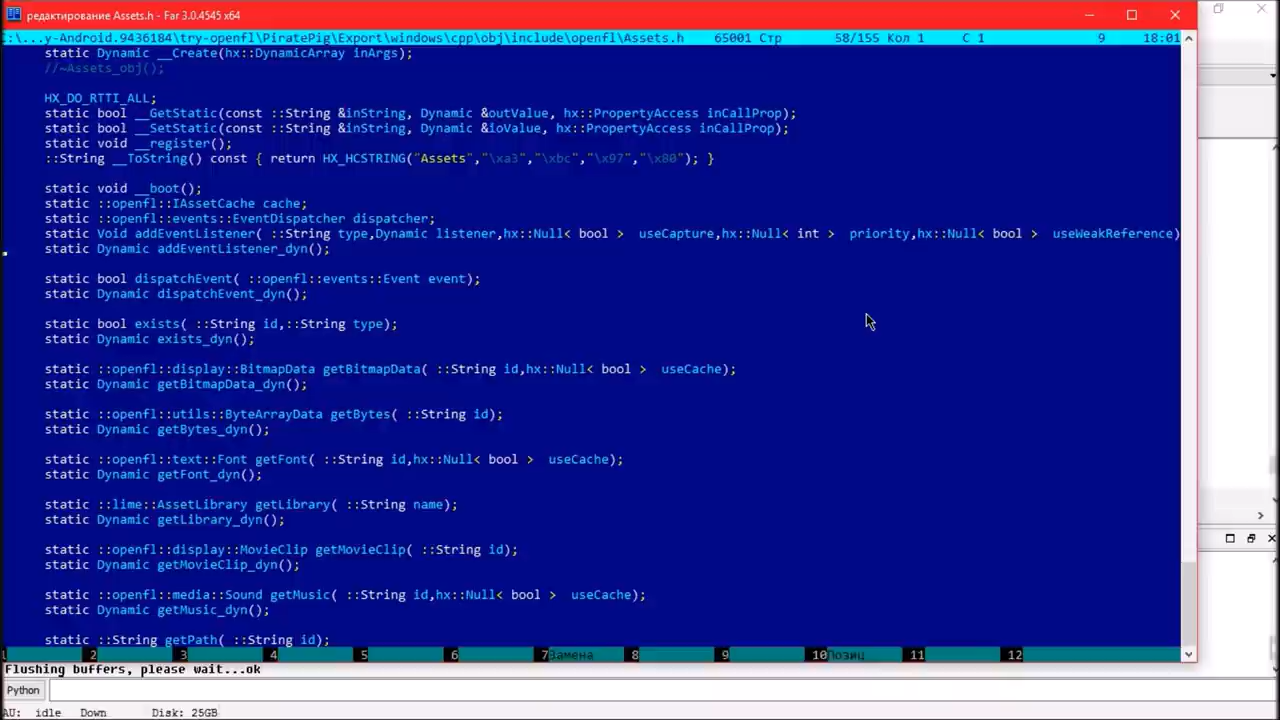 редактирование Assets.h - Far 3.0.4545 x64
C:\...y-Android.9436184\try-openfl\PiratePig\Export\windows\cpp\obj\include\openfl\Assets.h 65001 Стр 58/155 Кол 1 С 1 9 18:01
static Dynamic __Create(hx::DynamicArray inArgs);
//~Assets_obj();
HX_DO_RTTI_ALL;
static bool __GetStatic(const ::String &inString, Dynamic &outValue, hx::PropertyAccess inCallProp);
static bool __SetStatic(const ::String &inString, Dynamic &ioValue, hx::PropertyAccess inCallProp);
static void __register();
::String __ToString() const { return HX_HCSTRING("Assets","\xa3","\xbc","\x97","\x80"); }
static void __boot();
static ::openfl::IAssetCache cache;
static ::openfl::events::EventDispatcher dispatcher;
static Void addEventListener( ::String type,Dynamic listener,hx::Null< bool >  useCapture,hx::Null< int >  priority,hx::Null< bool >  useWeakReference)
static Dynamic addEventListener_dyn();
static bool dispatchEvent( ::openfl::events::Event event);
static Dynamic dispatchEvent_dyn();
static bool exists( ::String id,::String type);
static Dynamic exists_dyn();
static ::openfl::display::BitmapData getBitmapData( ::String id,hx::Null< bool >  useCache);
static Dynamic getBitmapData_dyn();
static ::openfl::utils::ByteArrayData getBytes( ::String id);
static Dynamic getBytes_dyn();
static ::openfl::text::Font getFont( ::String id,hx::Null< bool >  useCache);
static Dynamic getFont_dyn();
static ::lime::AssetLibrary getLibrary( ::String name);
static Dynamic getLibrary_dyn();
static ::openfl::display::MovieClip getMovieClip( ::String id);
static Dynamic getMovieClip_dyn();
static ::openfl::media::Sound getMusic( ::String id,hx::Null< bool >  useCache);
static Dynamic getMusic_dyn();
static ::String getPath( ::String id);
1 2 3 4 5 6 7Замена 8 9 10Позиц 11 12
Flushing buffers, please wait...ok
Python
AU: idle Down Disk: 25GB